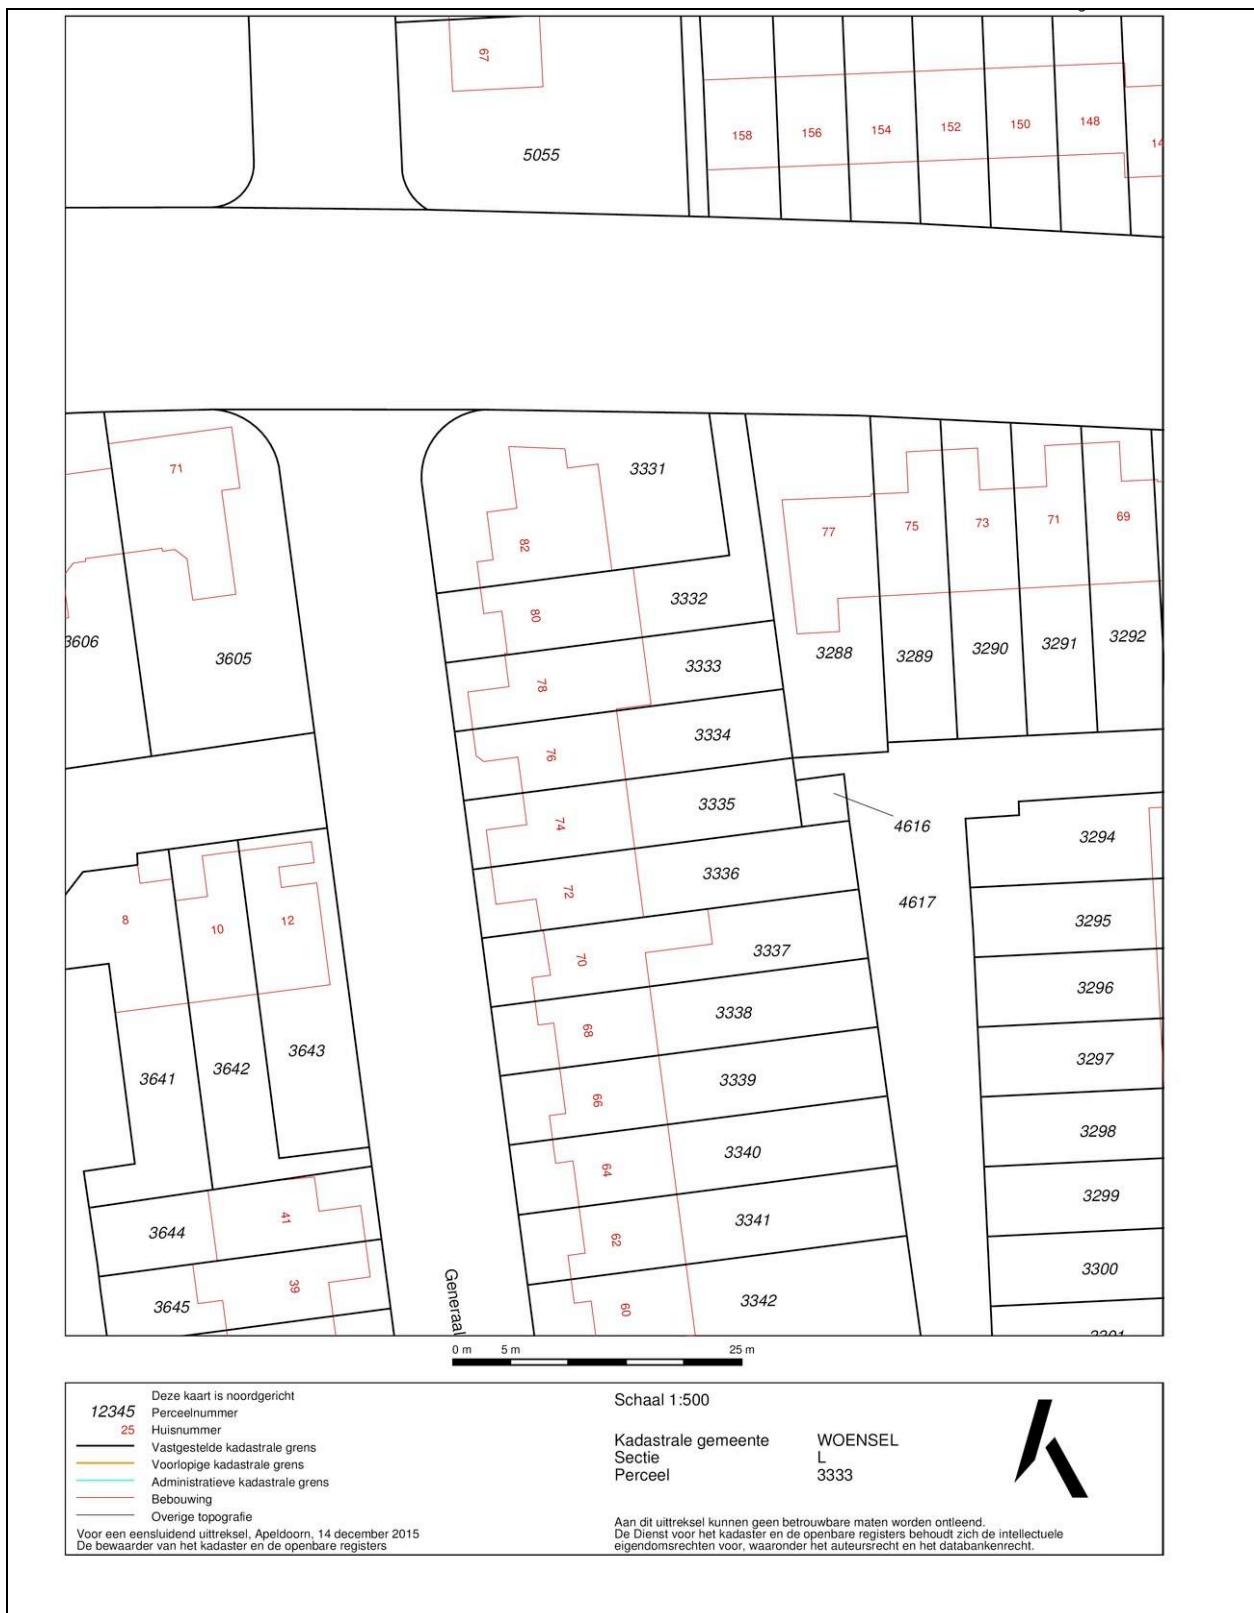 67
158 156 154 152 150 148
14
5055
3331
71
82
77 75 73 71 69
80
3332
3606
3605
3333
3288 3289 3290 3291 3292
78
3334
76
3335
74
4616
3294
3336
72
4617
3295
8 10 12
70
3337
3296
3338
68
3643
3642
3641
3297
3339
66
3298
3340
64
3299
3341
41
3644
62
3300
39
3645
3342
60
Generaal
3301
0 m 5 m 25 m
Deze kaart is noordgericht
12345 Perceelnummer
25 Huisnummer
Vastgestelde kadastrale grens
Voorlopige kadastrale grens
Administratieve kadastrale grens
Bebouwing
Overige topografie
Voor een eensluidend uittreksel, Apeldoorn, 14 december 2015
De bewaarder van het kadaster en de openbare registers
Schaal 1:500
Kadastrale gemeente WOENSEL
Sectie L
Perceel 3333
Aan dit uittreksel kunnen geen betrouwbare maten worden ontleend.
De Dienst voor het kadaster en de openbare registers behoudt zich de intellectuele
eigendomsrechten voor, waaronder het auteursrecht en het databankenrecht.